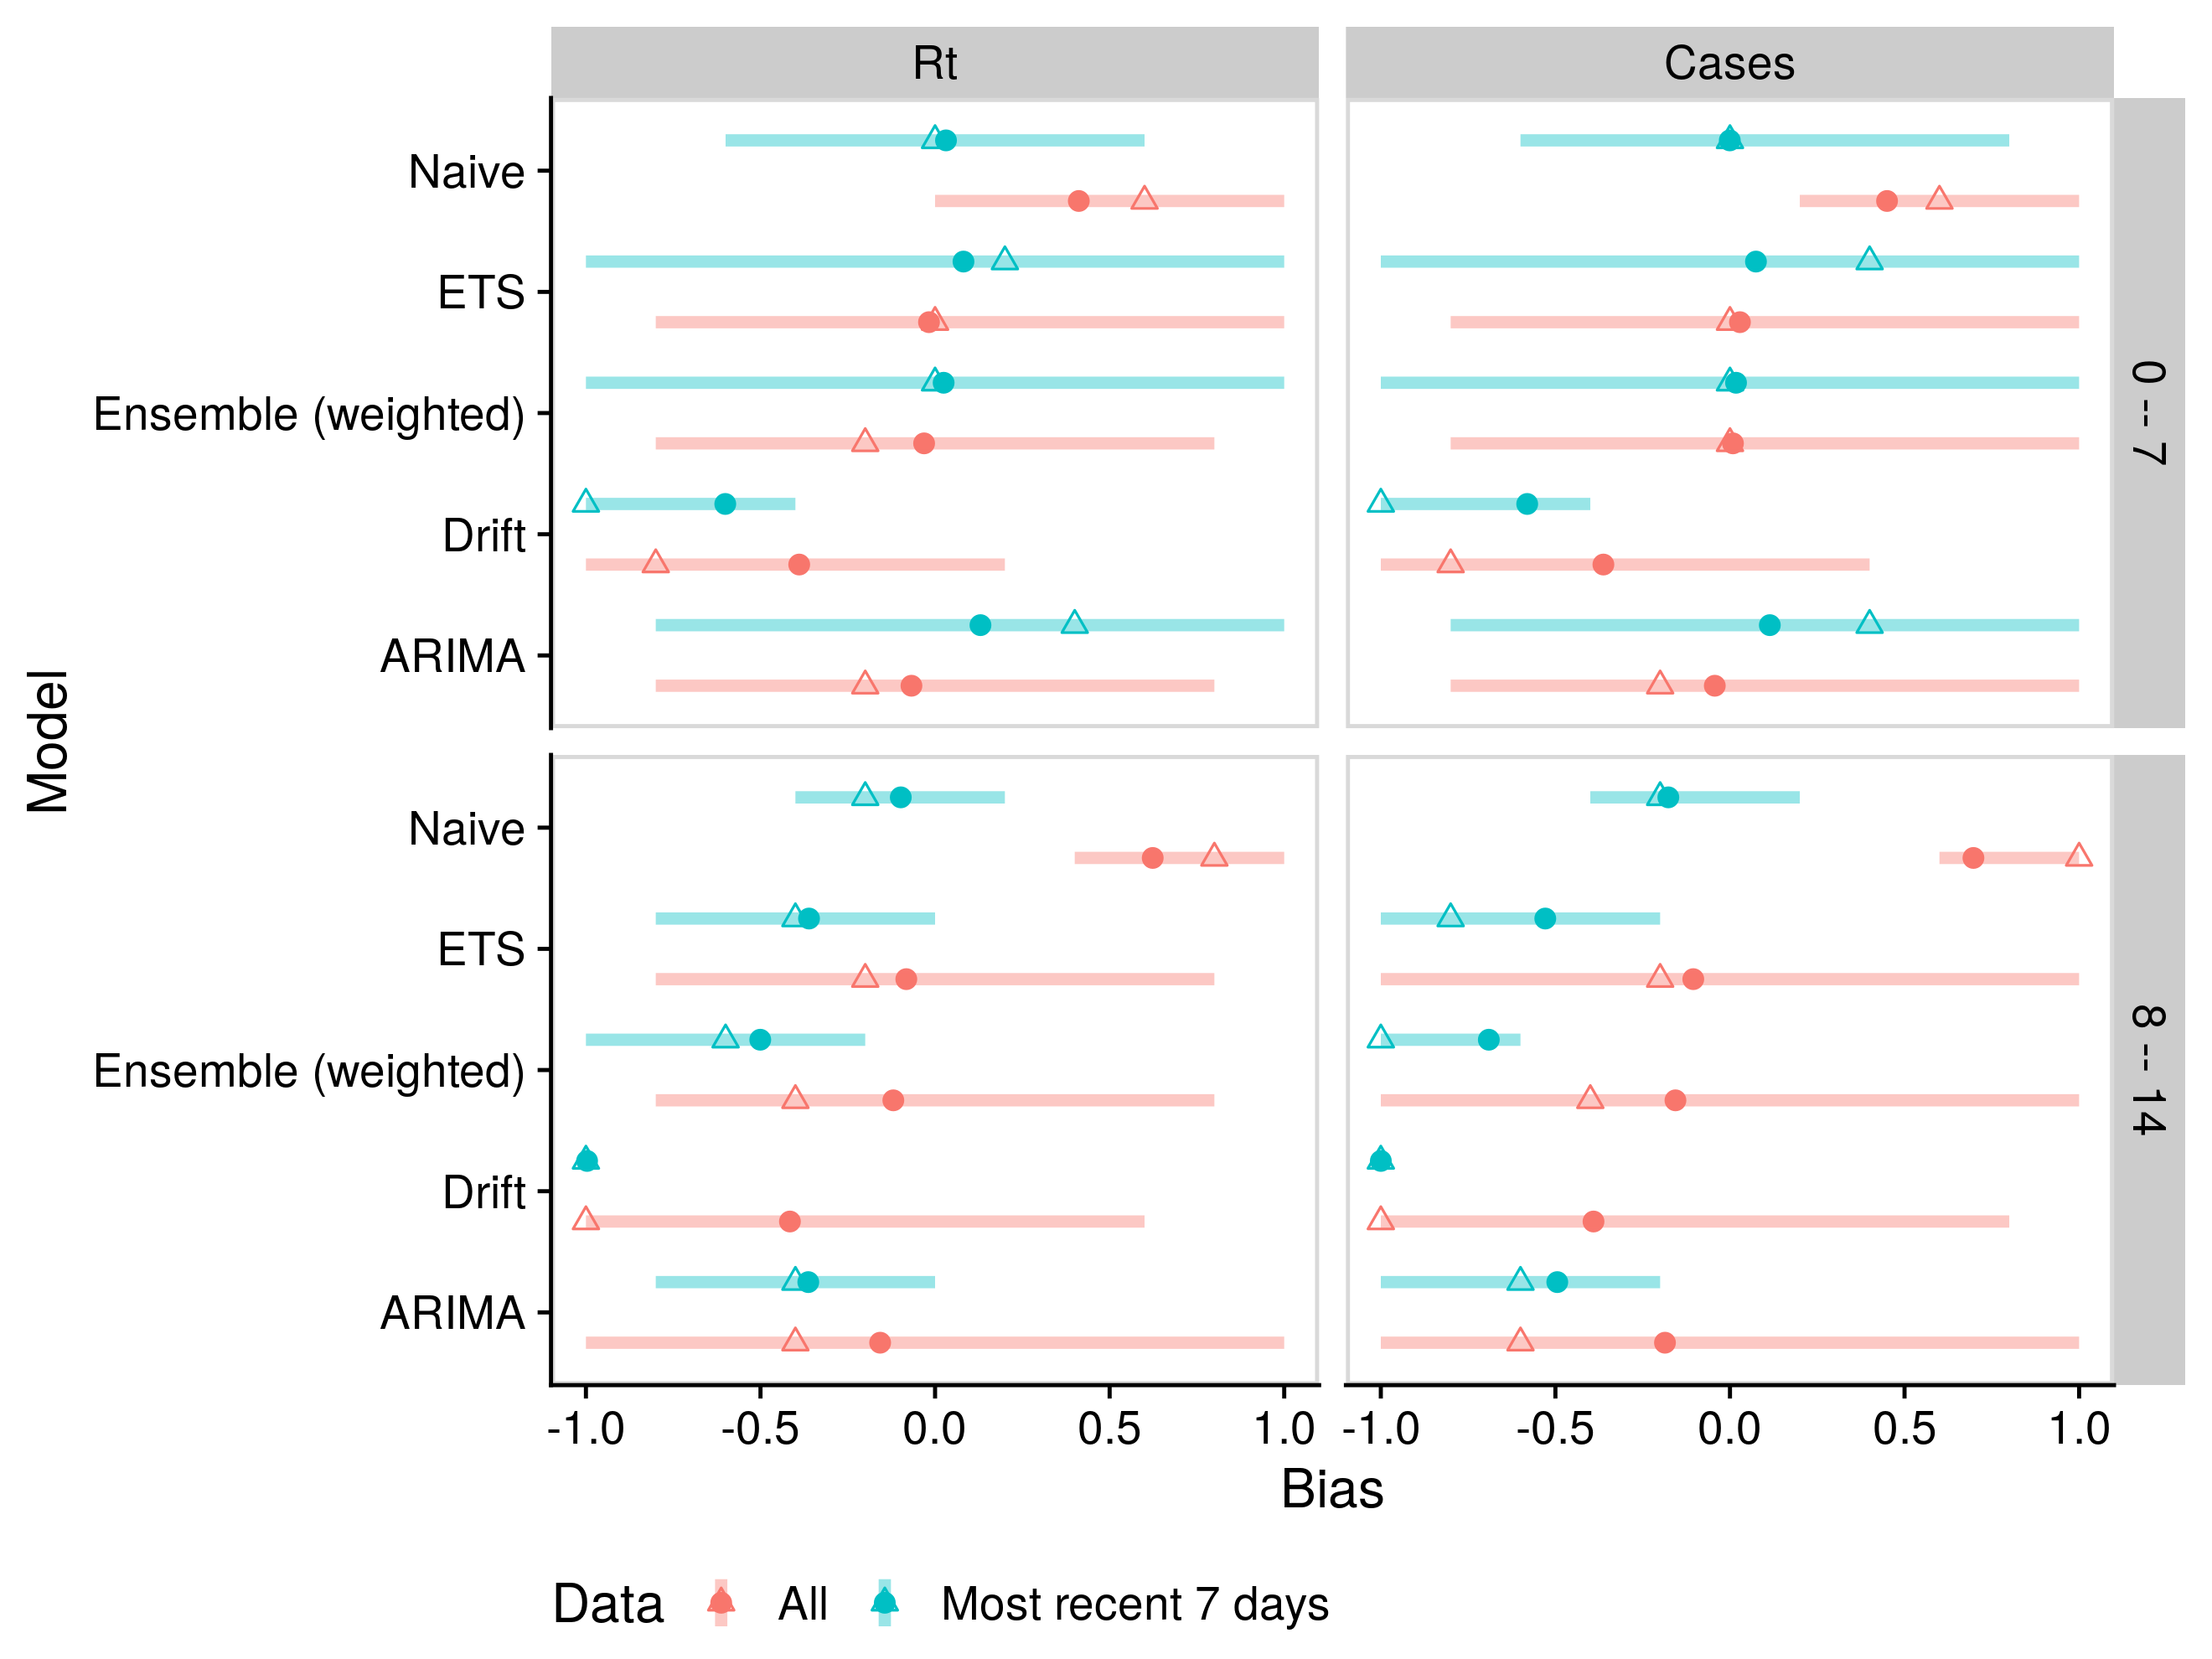 Rt
Cases
Naive
ETS
Ensemble (weighted)
Drift
ARIMA
0 -- 7
Model
Naive
ETS
Ensemble (weighted)
Drift
ARIMA
8 -- 14
-1.0 -0.5 0.0 0.5 1.0
-1.0 -0.5 0.0 0.5 1.0
Bias
Data All Most recent 7 days